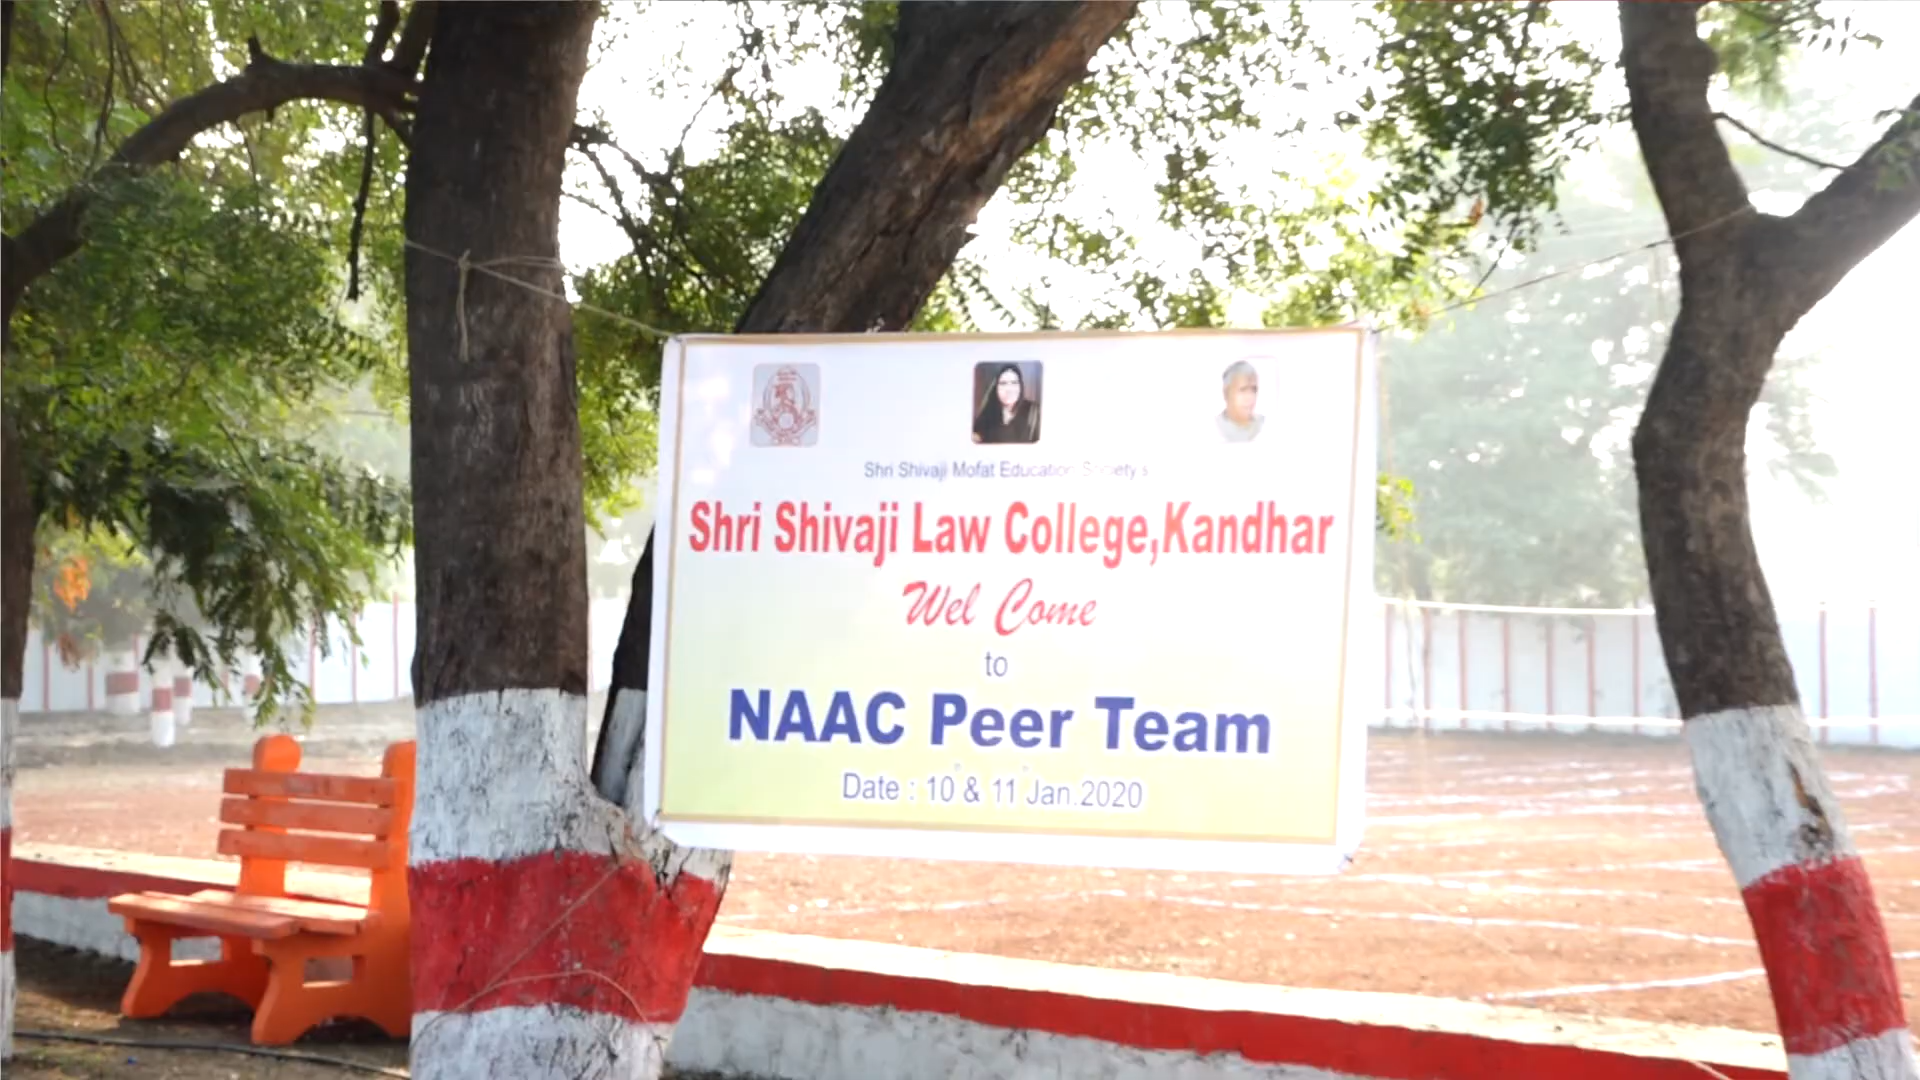 Shri Shivaji Mofat Education Society's
Shri Shivaji Law College,Kandhar
Wel Come
to
NAAC Peer Team
Date : 10 & 11 Jan.2020